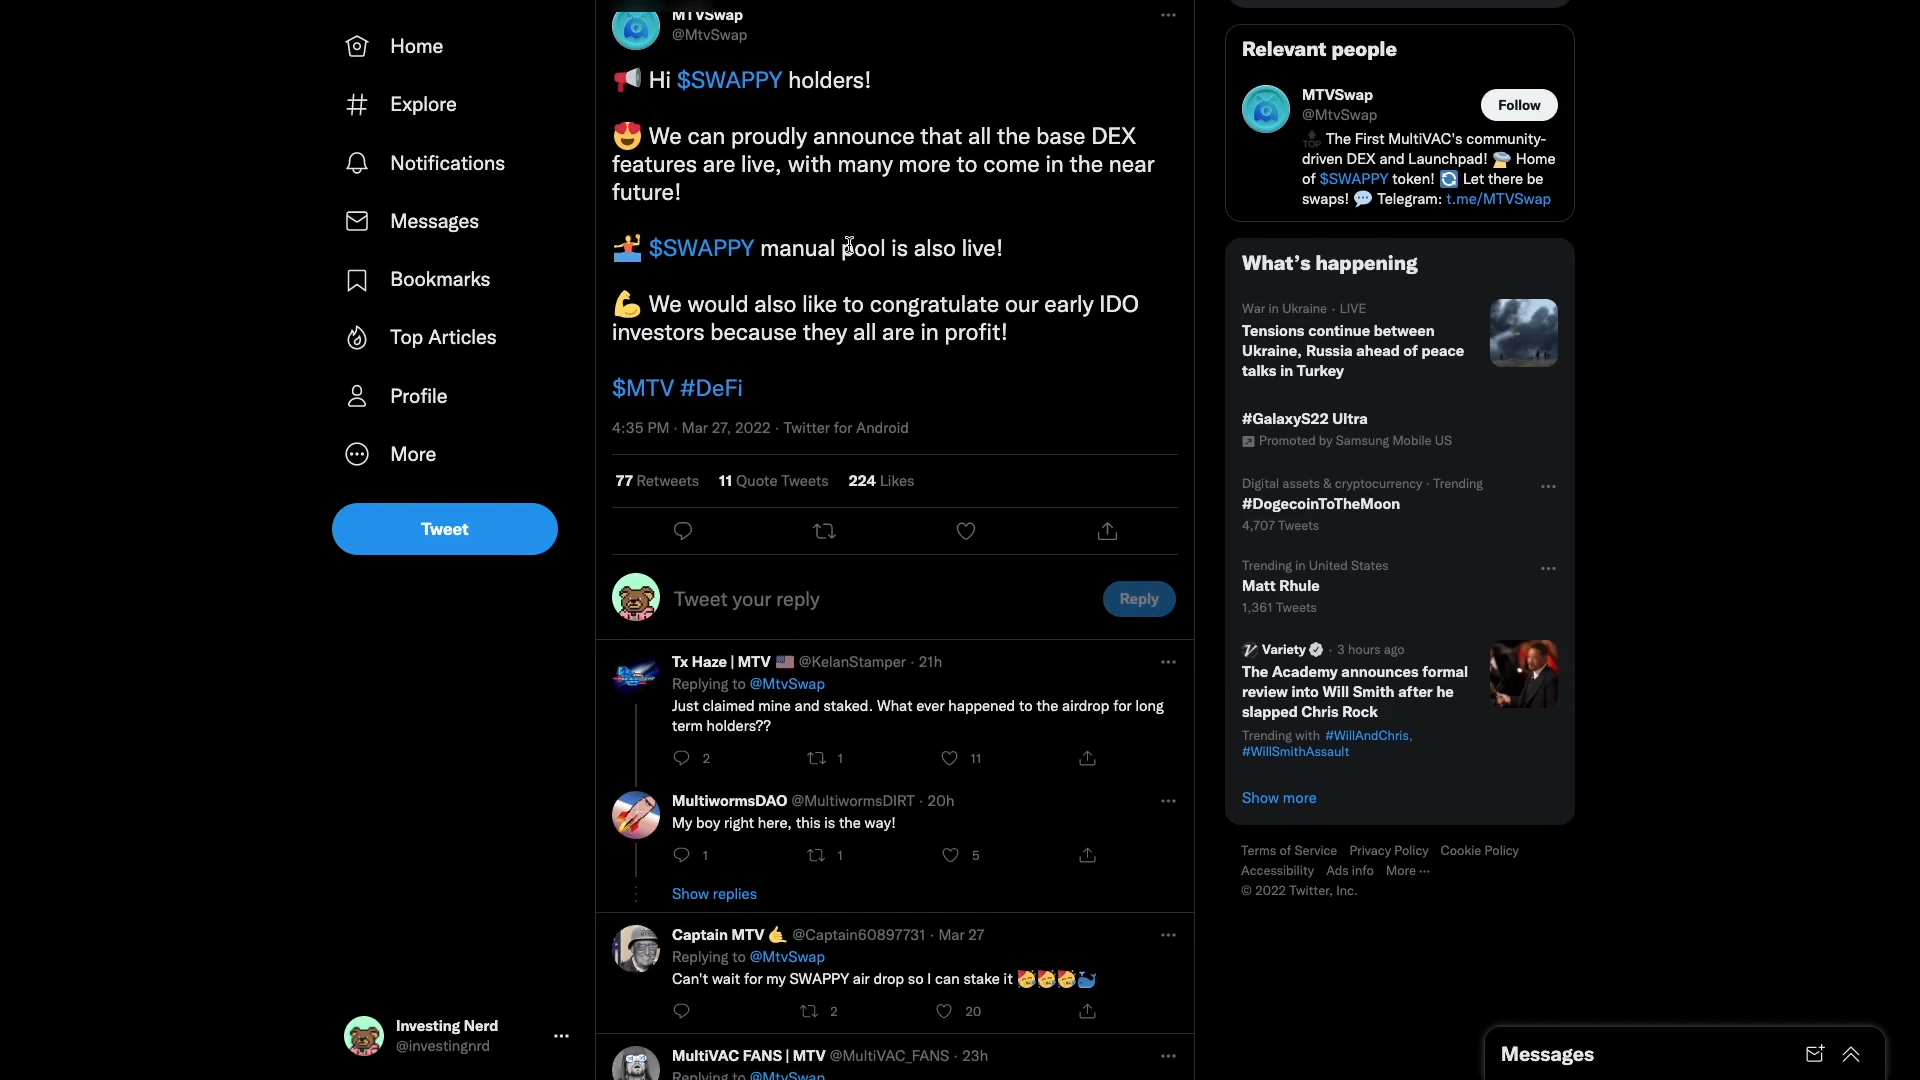 Home
Explore
Notifications
Messages
Bookmarks
Top Articles
Profile
More
Tweet
Investing Nerd
@investingnrd
MTVSwap
@MtvSwap
Hi $SWAPPY holders!
We can proudly announce that all the base DEX
features are live, with many more to come in the near
future!
$SWAPPY manual pool is also live!
We would also like to congratulate our early IDO
investors because they all are in profit!
$MTV #DeFi
4:35 PM · Mar 27, 2022 · Twitter for Android
77 Retweets 11 Quote Tweets 224 Likes
Tweet your reply
Reply
Tx Haze | MTV @KelanStamper · 21h
Replying to @MtvSwap
Just claimed mine and staked. What ever happened to the airdrop for long
term holders??
2 1 11
MultiwormsDAO @MultiwormsDIRT · 20h
My boy right here, this is the way!
1 1 5
Show replies
Captain MTV @Captain60897731 · Mar 27
Replying to @MtvSwap
Can't wait for my SWAPPY air drop so I can stake it
2 20
MultiVAC FANS | MTV @MultiVAC_FANS · 23h
Replying to @MtvSwap
Relevant people
MTVSwap
@MtvSwap
Follow
The First MultiVAC's community-
driven DEX and Launchpad! Home
of $SWAPPY token! Let there be
swaps! Telegram: t.me/MTVSwap
What's happening
War in Ukraine · LIVE
Tensions continue between
Ukraine, Russia ahead of peace
talks in Turkey
#GalaxyS22 Ultra
Promoted by Samsung Mobile US
Digital assets & cryptocurrency · Trending
#DogecoinToTheMoon
4,707 Tweets
Trending in United States
Matt Rhule
1,361 Tweets
Variety · 3 hours ago
The Academy announces formal
review into Will Smith after he
slapped Chris Rock
Trending with #WillAndChris,
#WillSmithAssault
Show more
Terms of Service Privacy Policy Cookie Policy
Accessibility Ads info More ···
© 2022 Twitter, Inc.
Messages